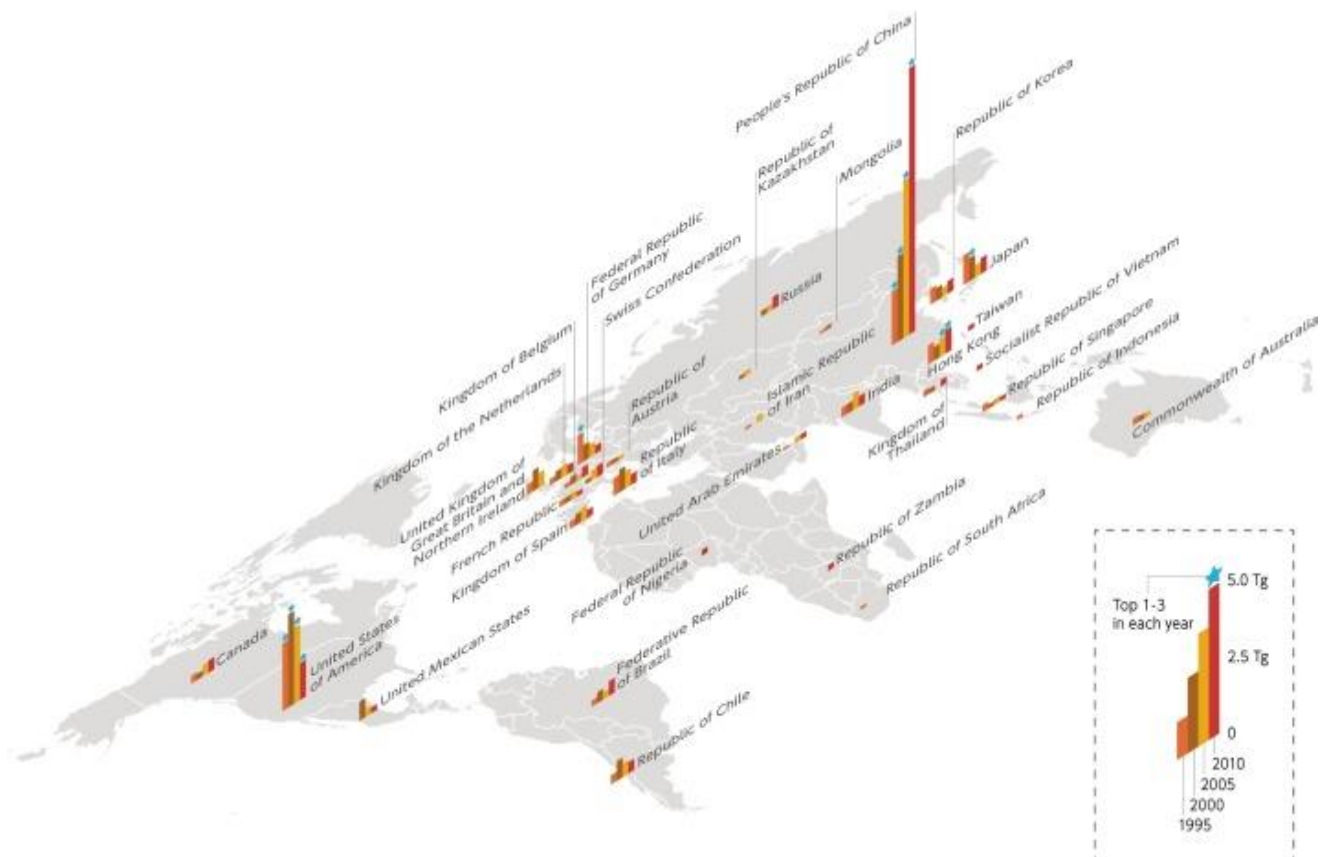 People's Republic of China
Republic of Korea
Republic of
Kazakhstan
Mongolia
Federal Republic
of Germany
Swiss Confederation
Russia
Japan
Taiwan
Socialist Republic of Vietnam
Kingdom of Belgium
Kingdom of the Netherlands
Republic of
Austria
Islamic Republic
of Iran
Hong Kong
India
Republic of Singapore
Republic of Indonesia
Commonwealth of Australia
Kingdom of
Thailand
United Kingdom of
Great Britain and
Northern Ireland
Republic
of Italy
United Arab Emirates
French Republic
Kingdom of Spain
Federal Republic
of Nigeria
Republic of Zambia
Republic of South Africa
Canada
United States
of America
United Mexican States
Federative Republic
of Brazil
Republic of Chile
Top 1-3
in each year
5.0 Tg
2.5 Tg
0
2010
2005
2000
1995